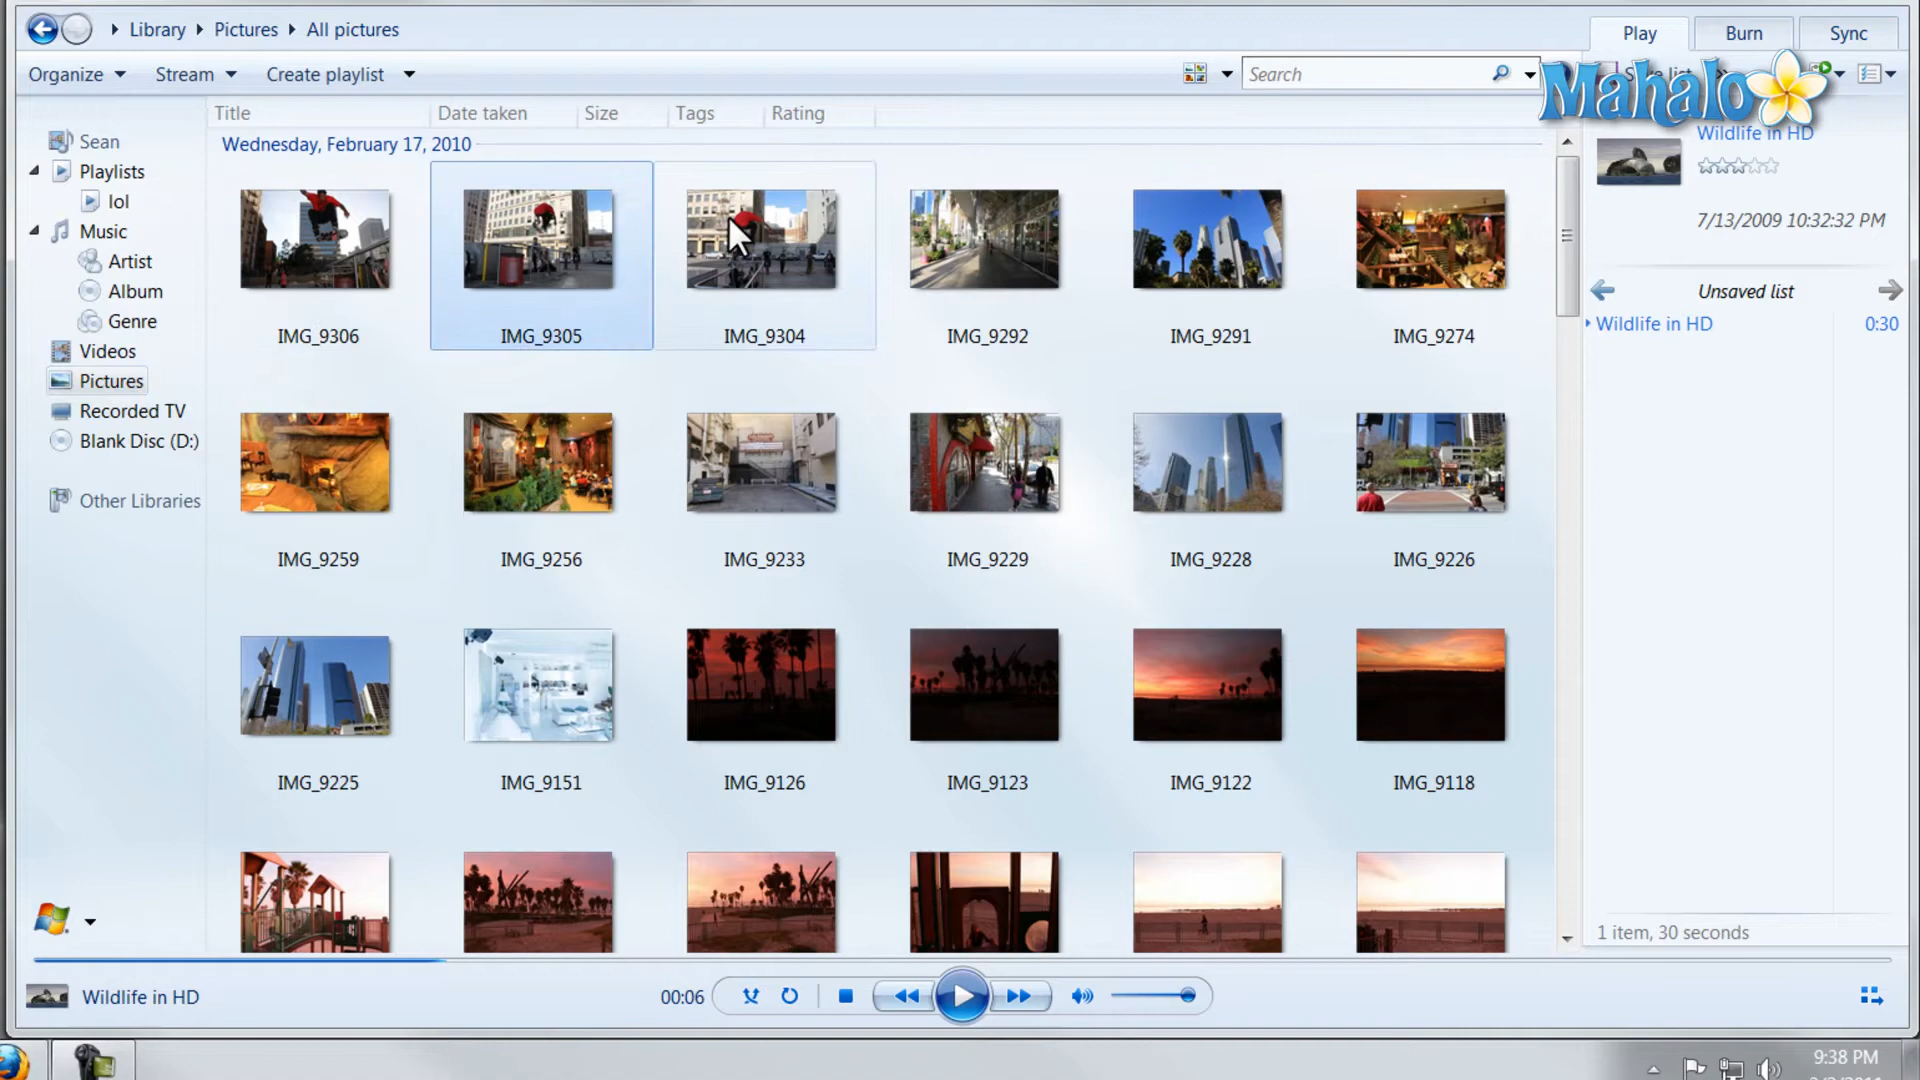 Library Pictures All pictures
Play Burn Sync
Organize Stream Create playlist
Search
Mahalo
Title Date taken Size Tags Rating
Wednesday, February 17, 2010
Wildlife in HD
7/13/2009 10:32:32 PM
Unsaved list
Wildlife in HD 0:30
1 item, 30 seconds
Sean
Playlists
lol
Music
Artist
Album
Genre
Videos
Pictures
Recorded TV
Blank Disc (D:)
Other Libraries
IMG_9306 IMG_9305 IMG_9304 IMG_9292 IMG_9291 IMG_9274
IMG_9259 IMG_9256 IMG_9233 IMG_9229 IMG_9228 IMG_9226
IMG_9225 IMG_9151 IMG_9126 IMG_9123 IMG_9122 IMG_9118
Wildlife in HD 00:06
9:38 PM